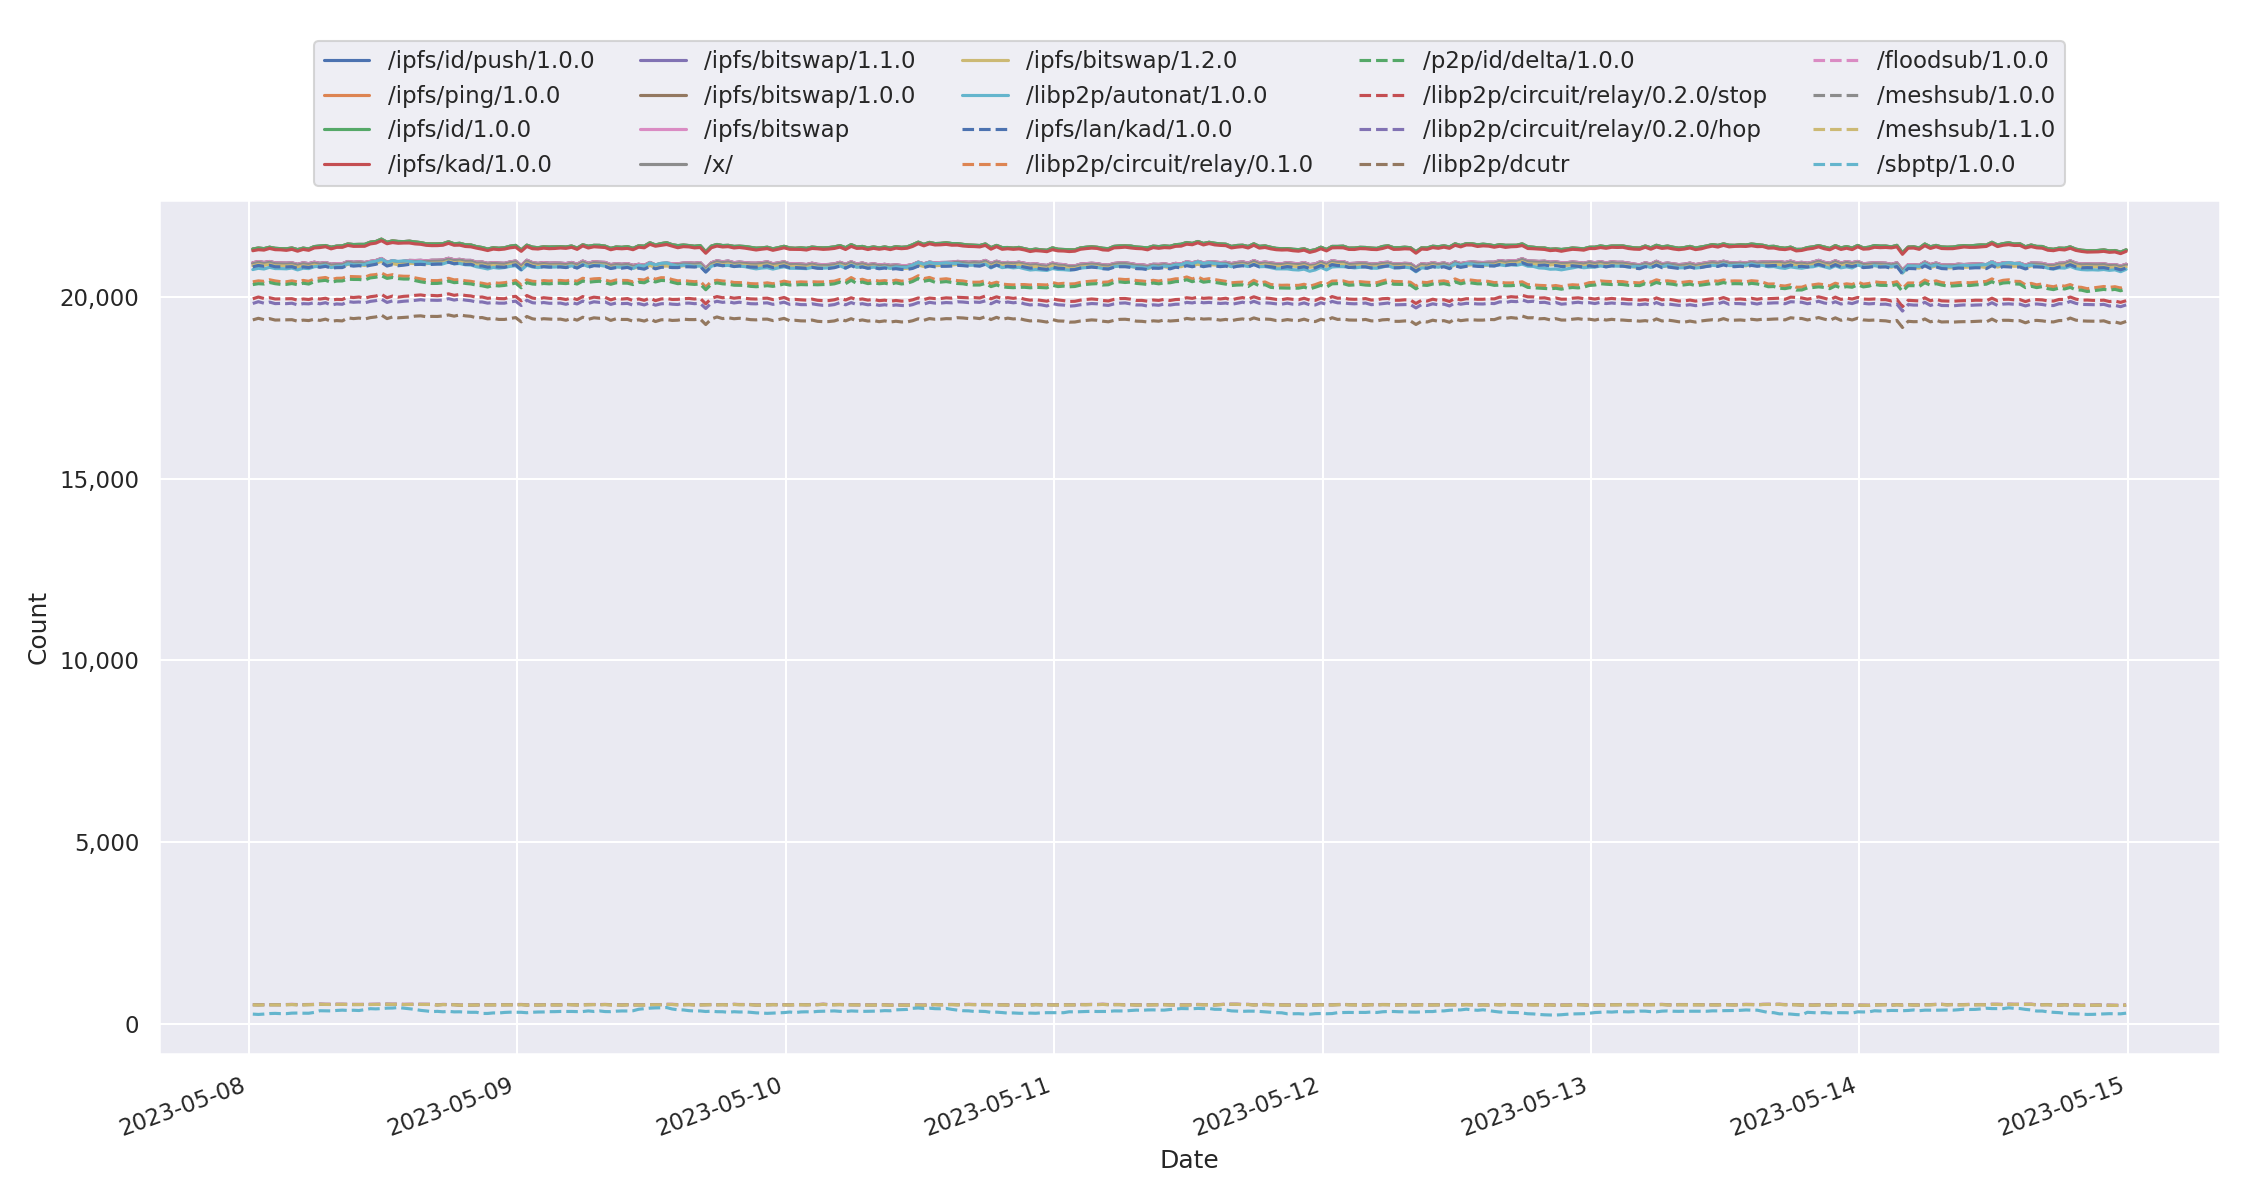 /ipfs/id/push/1.0.0
/ipfs/ping/1.0.0
/ipfs/id/1.0.0
/ipfs/kad/1.0.0
/ipfs/bitswap/1.1.0
/ipfs/bitswap/1.0.0
/ipfs/bitswap
/x/
/ipfs/bitswap/1.2.0
/libp2p/autonat/1.0.0
/ipfs/lan/kad/1.0.0
/libp2p/circuit/relay/0.1.0
/p2p/id/delta/1.0.0
/libp2p/circuit/relay/0.2.0/stop
/libp2p/circuit/relay/0.2.0/hop
/libp2p/dcutr
/floodsub/1.0.0
/meshsub/1.0.0
/meshsub/1.1.0
/sbptp/1.0.0
20,000
15,000
10,000
5,000
0
Count
2023-05-08
2023-05-09
2023-05-10
2023-05-11
2023-05-12
2023-05-13
2023-05-14
2023-05-15
Date